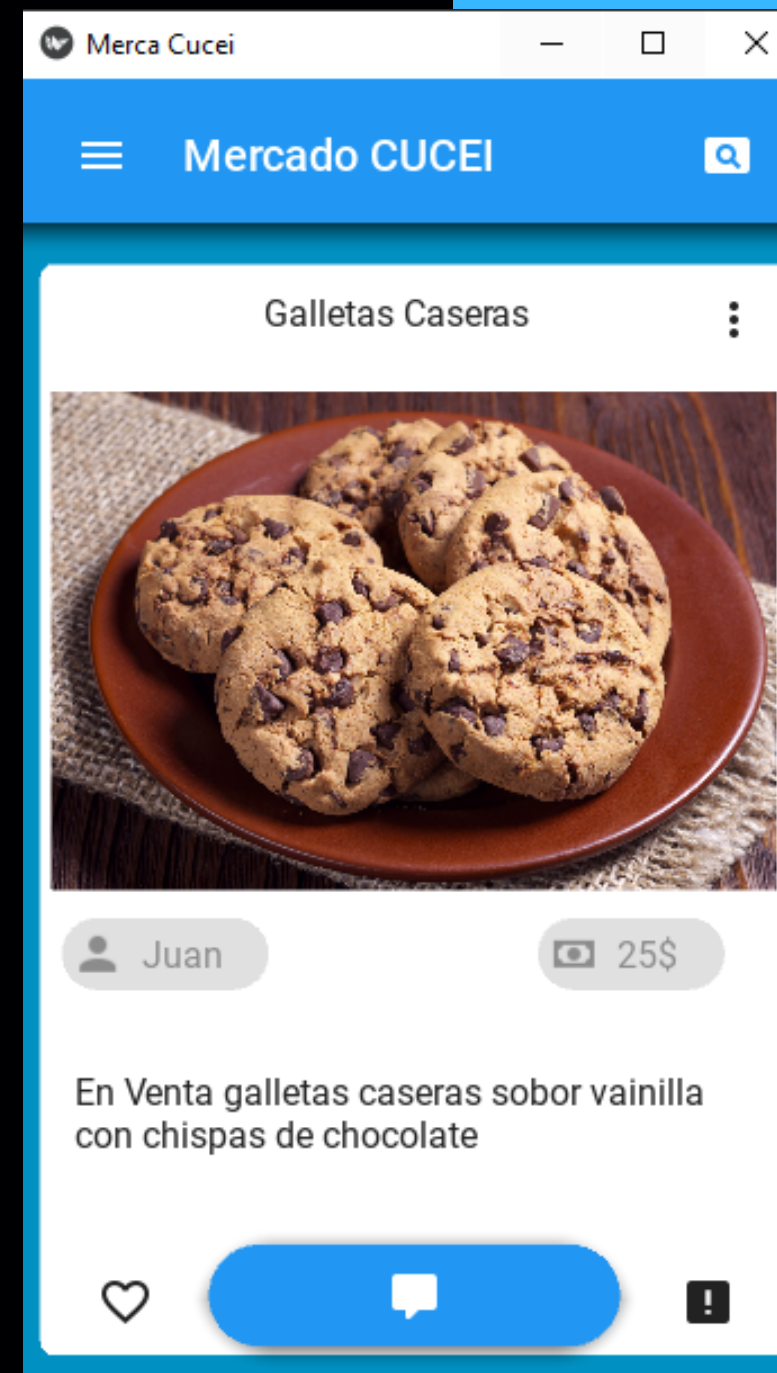 Merca Cucei
Mercado CUCEI
Galletas Caseras
Juan
25$
En Venta galletas caseras sobor vainilla
con chispas de chocolate